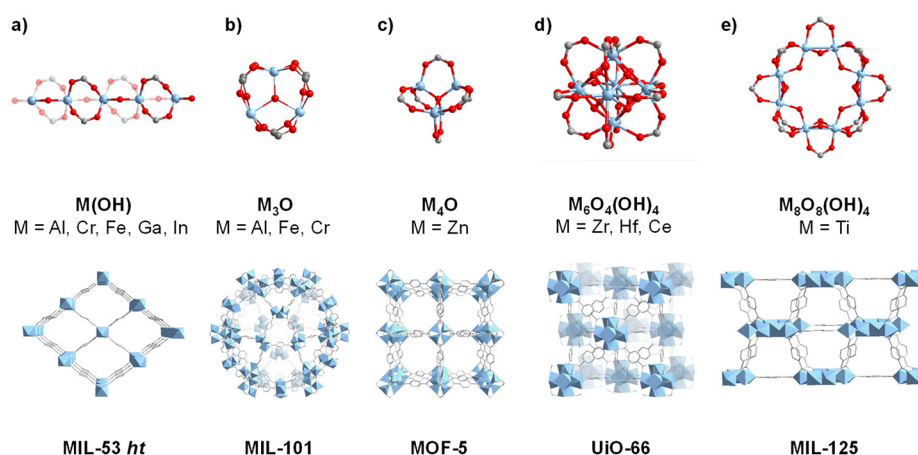 a)
b)
c)
d)
e)
M(OH)
M = Al, Cr, Fe, Ga, In
M₃O
M = Al, Fe, Cr
M₄O
M = Zn
M₆O₄(OH)₄
M = Zr, Hf, Ce
M₈O₈(OH)₄
M = Ti
MIL-53 ht
MIL-101
MOF-5
UiO-66
MIL-125